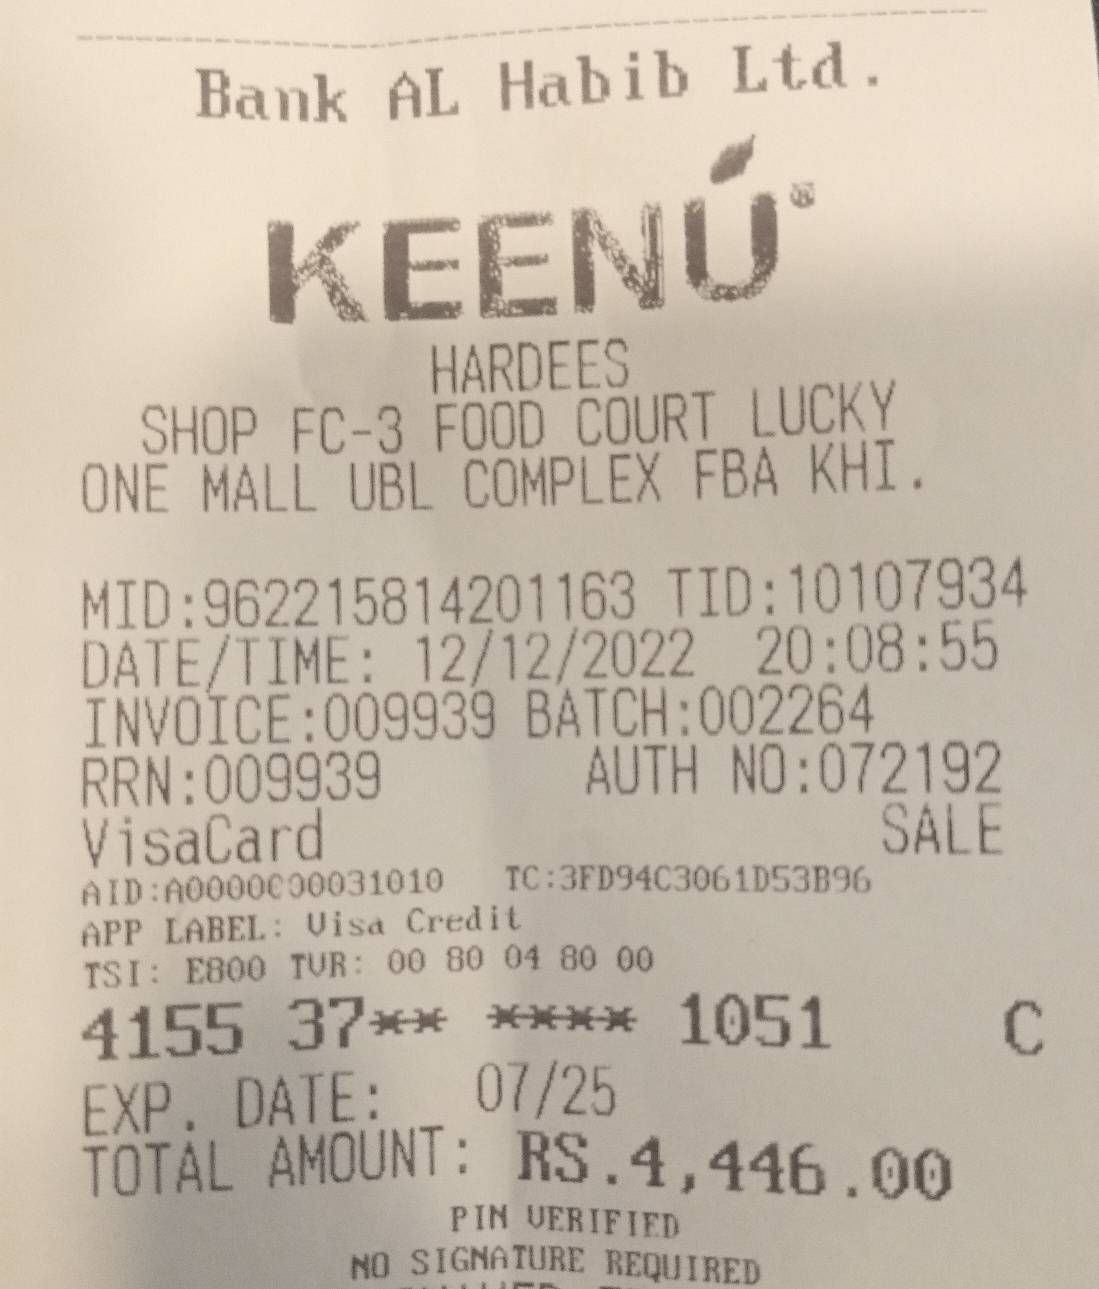 Bank AL Habib Ltd.
KEENÚ®
HARDEES
SHOP FC-3 FOOD COURT LUCKY
ONE MALL UBL COMPLEX FBA KHI.
MID:962215814201163 TID:10107934
DATE/TIME: 12/12/2022 20:08:55
INVOICE:009939 BATCH:002264
RRN:009939 AUTH NO:072192
VisaCard SALE
AID:A0000000031010 TC:3FD94C3061D53B96
APP LABEL: Visa Credit
TSI: E800 TVR: 00 80 04 80 00
4155 37** **** 1051 C
EXP. DATE: 07/25
TOTAL AMOUNT: RS.4,446.00
PIN VERIFIED
NO SIGNATURE REQUIRED